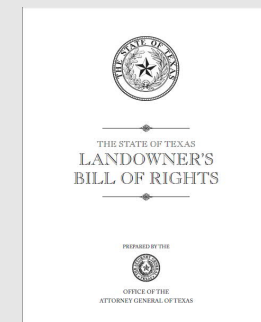 THE STATE OF TEXAS
THE STATE OF TEXAS
LANDOWNER'S
BILL OF RIGHTS
PREPARED BY THE
OFFICE OF THE
ATTORNEY GENERAL OF TEXAS